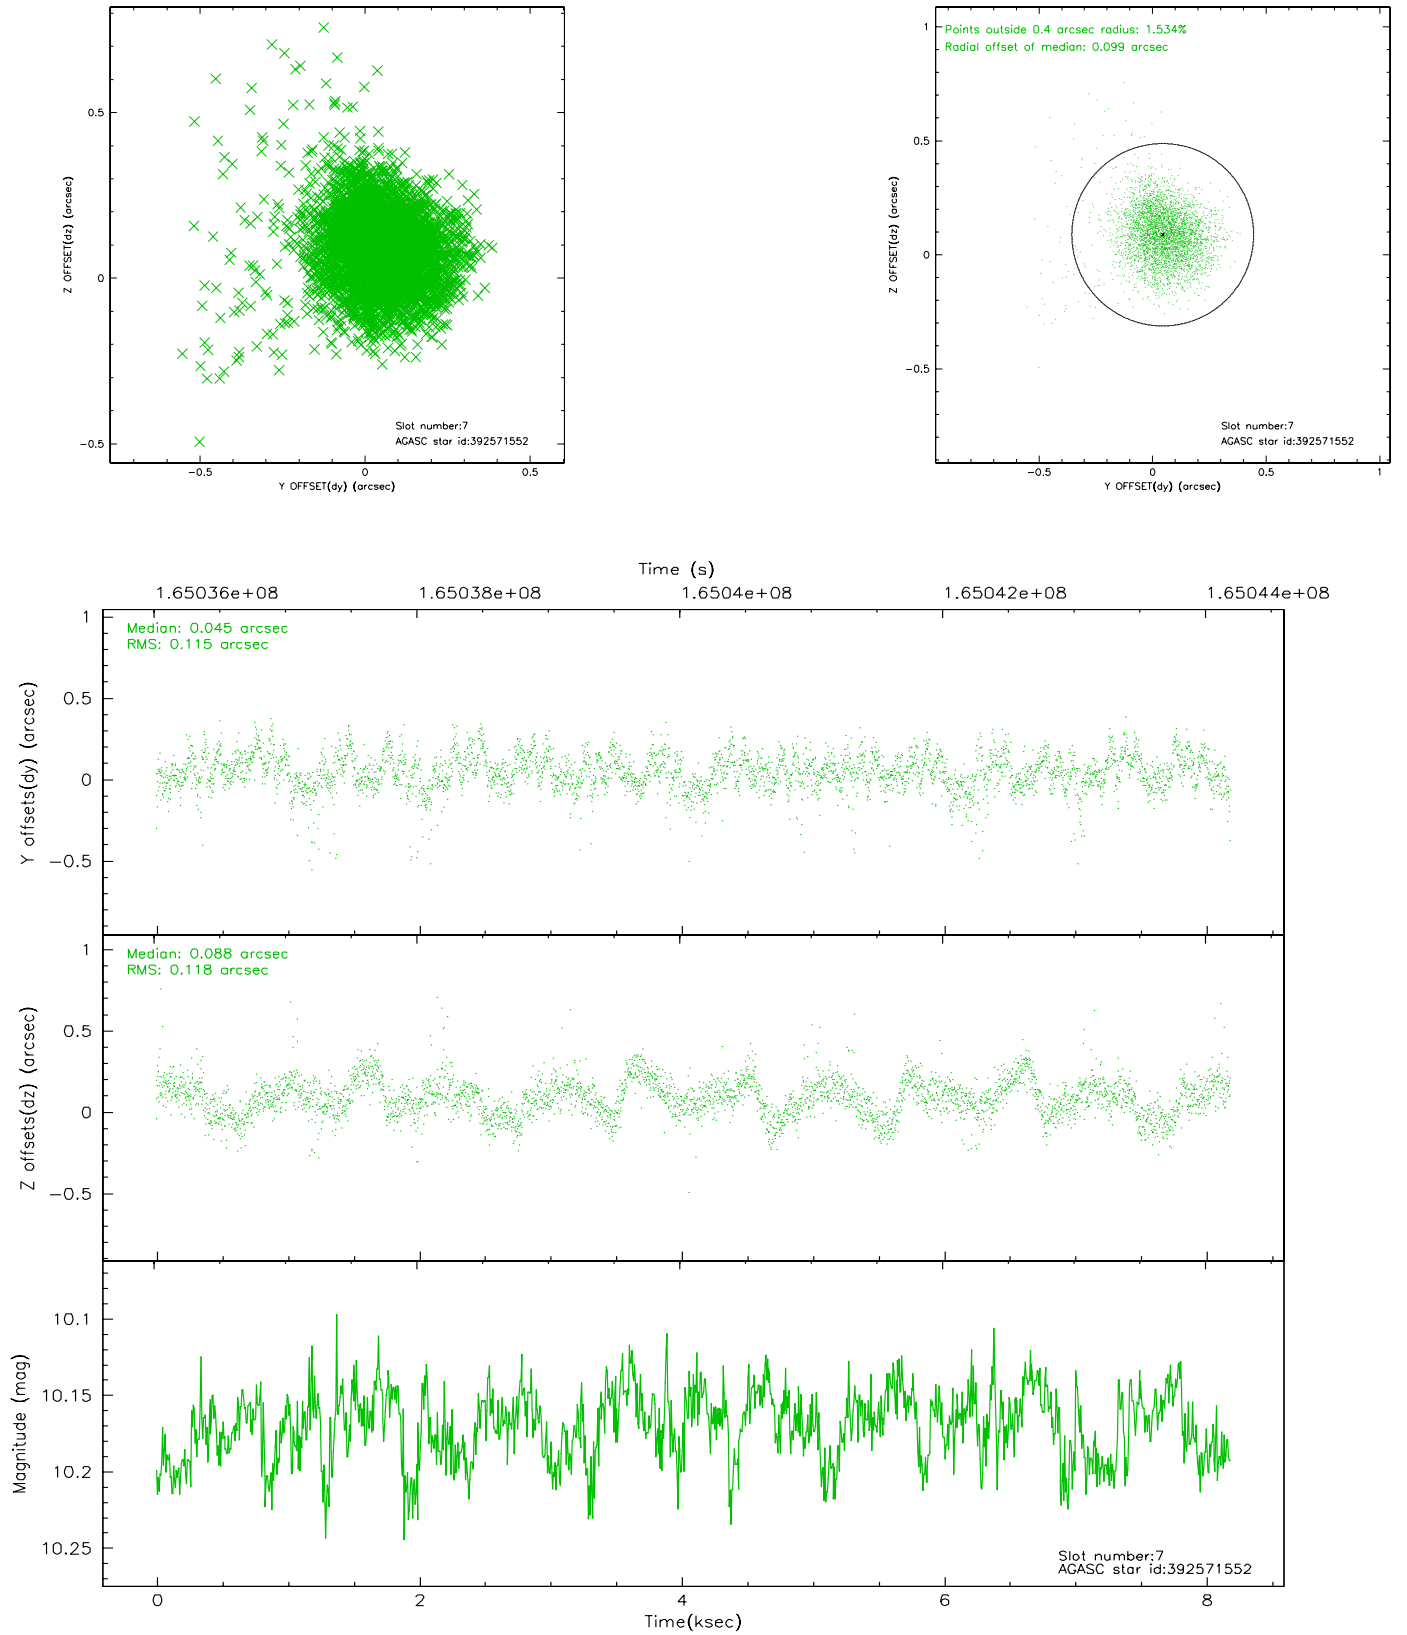 0.5
0
−0.5
Z OFFSET(dz) (arcsec)
Slot number:7
AGASC star id:392571552
−0.5
0
0.5
Y OFFSET(dy) (arcsec)
Points outside 0.4 arcsec radius: 1.534%
Radial offset of median: 0.099 arcsec
1
0.5
0
−0.5
Z OFFSET(dz) (arcsec)
Slot number:7
AGASC star id:392571552
−0.5
0
0.5
1
Y OFFSET(dy) (arcsec)
Time (s)
1.65036e+08
1.65038e+08
1.6504e+08
1.65042e+08
1.65044e+08
Median: 0.045 arcsec
RMS: 0.115 arcsec
1
0.5
0
−0.5
Y offsets(dy) (arcsec)
Median: 0.088 arcsec
RMS: 0.118 arcsec
1
0.5
0
−0.5
Z offsets(dz) (arcsec)
10.1
10.15
10.2
10.25
Magnitude (mag)
Slot number:7
AGASC star id:392571552
0
2
4
6
8
Time(ksec)